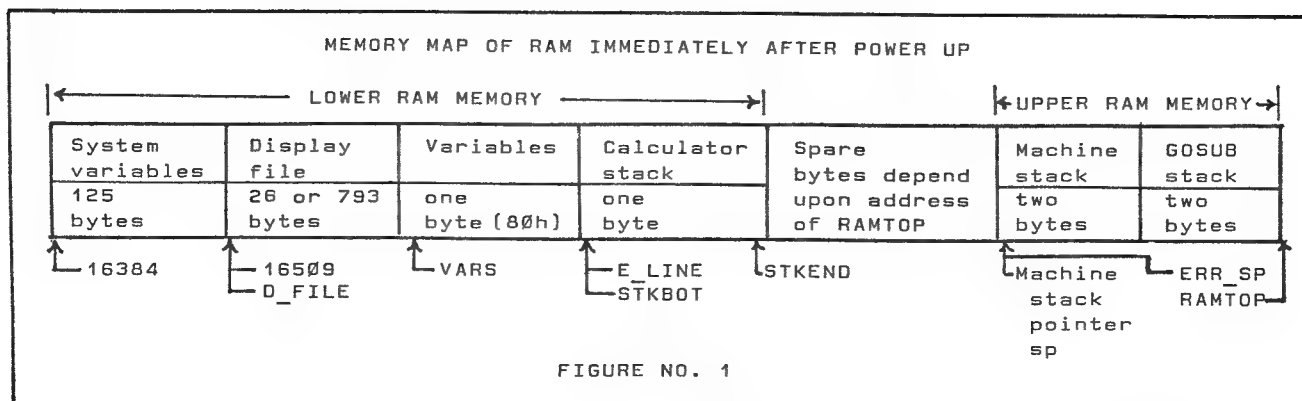 MEMORY MAP OF RAM IMMEDIATELY AFTER POWER UP
LOWER RAM MEMORY
UPPER RAM MEMORY
System variables
Display file
Variables
Calculator stack
Spare bytes depend upon address of RAMTOP
Machine stack
GOSUB stack
125 bytes
26 or 793 bytes
one byte (80h)
one byte
two bytes
two bytes
16384
16509
D_FILE
VARS
E_LINE
STKBOT
STKEND
Machine stack pointer sp
ERR_SP
RAMTOP
FIGURE NO. 1